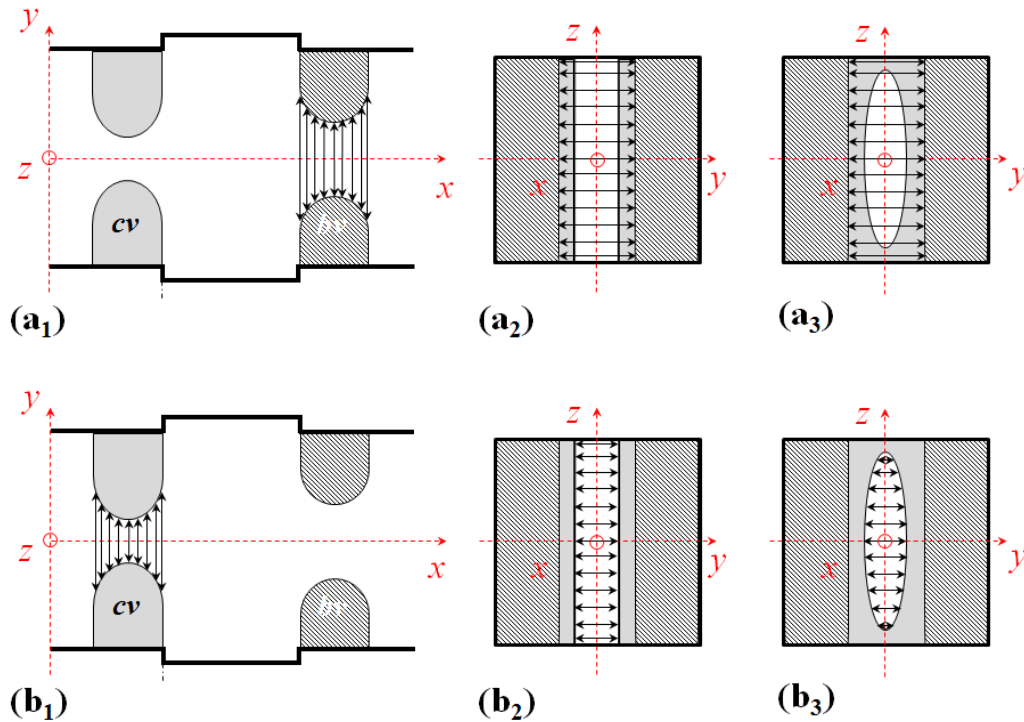 y z z
x y x y
z x
cv bv
(a₁) (a₂) (a₃)
y z z
x y x y
z x
cv bv
(b₁) (b₂) (b₃)